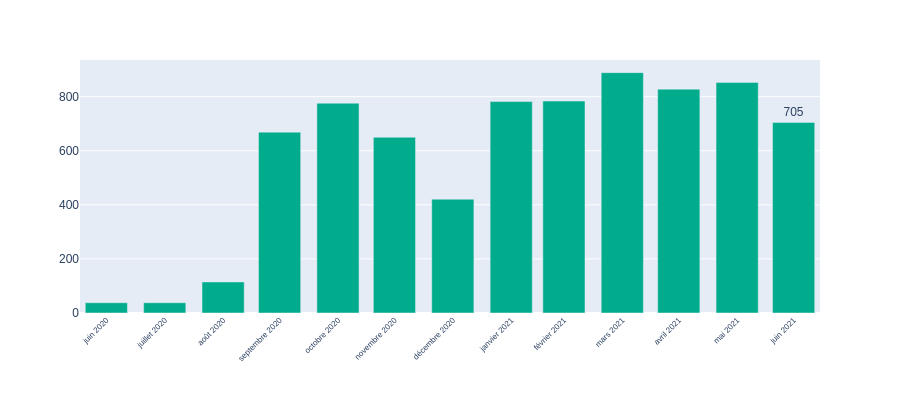 800
600
400
200
0
705
juin 2020
juillet 2020
août 2020
septembre 2020
octobre 2020
novembre 2020
décembre 2020
janvier 2021
février 2021
mars 2021
avril 2021
mai 2021
juin 2021